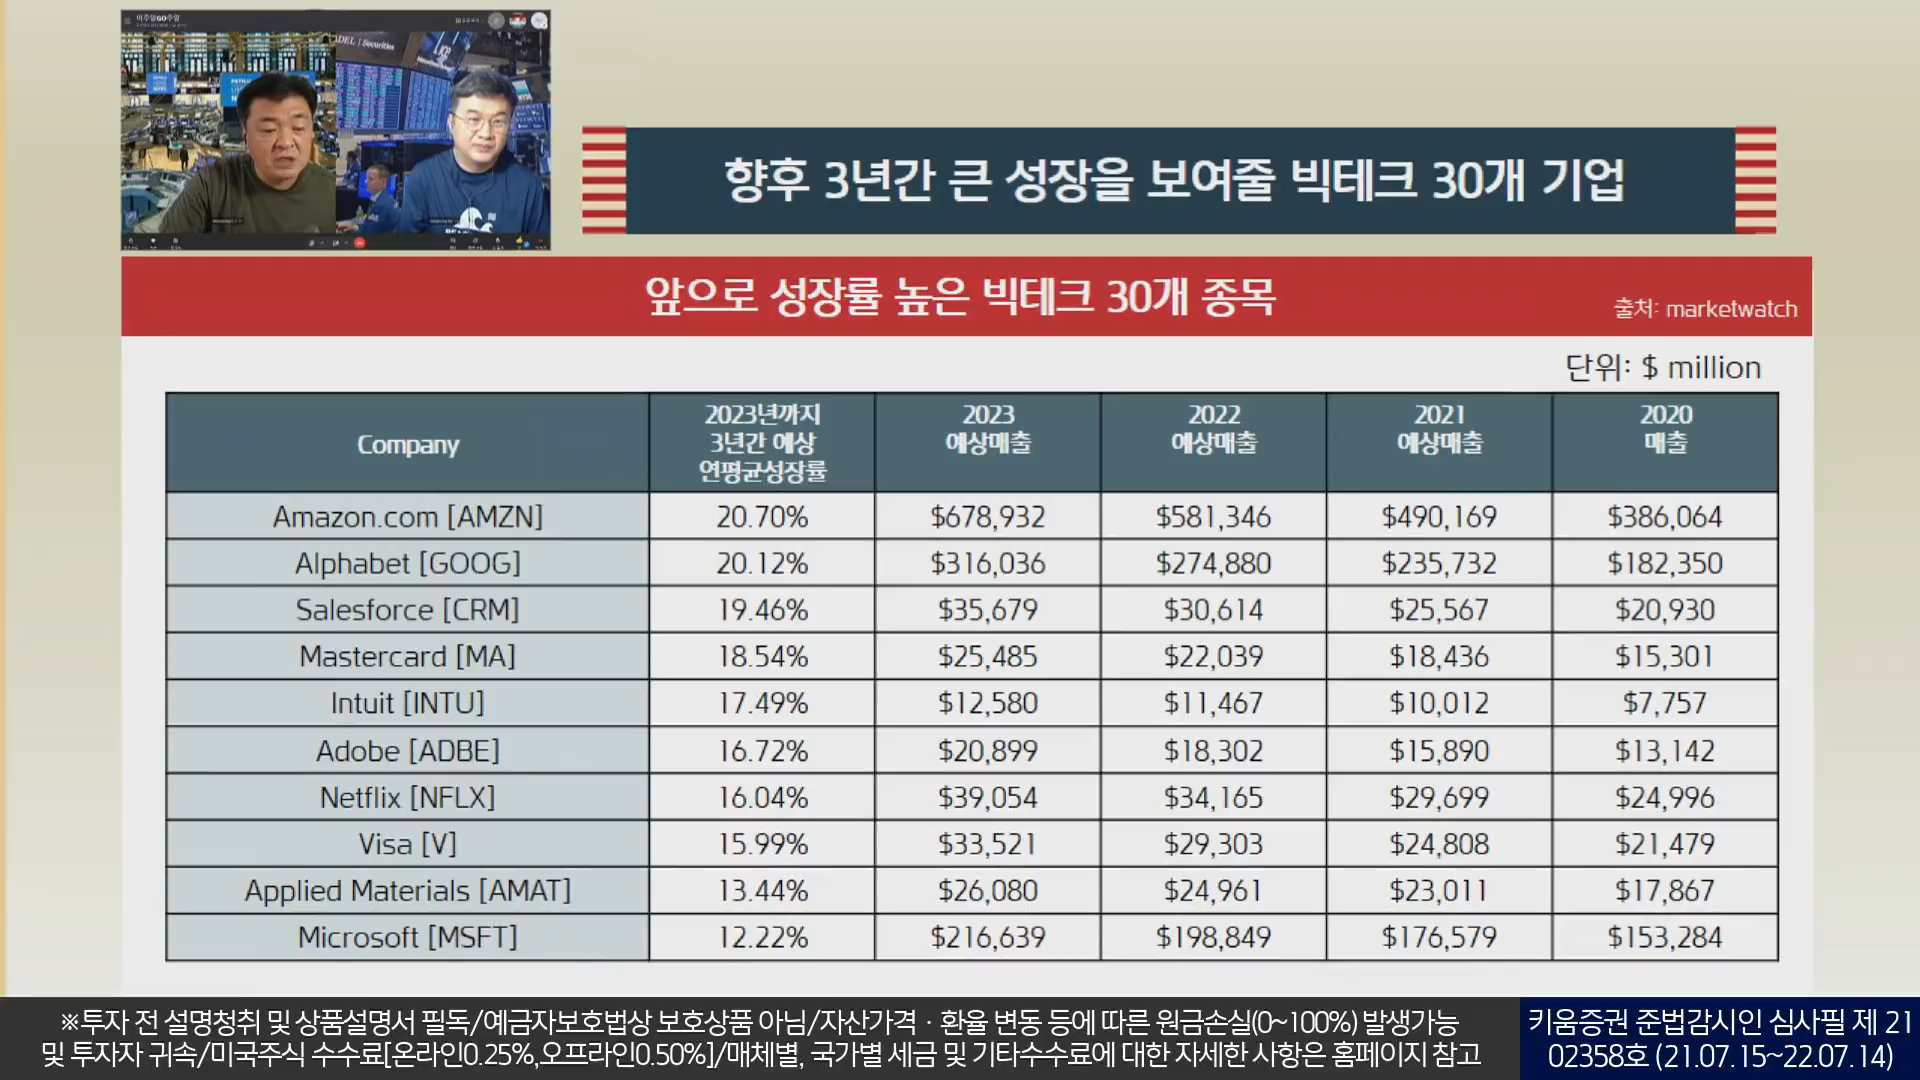 미주알GO주알
ADEL | Securities
향후 3년간 큰 성장을 보여줄 빅테크 30개 기업
앞으로 성장률 높은 빅테크 30개 종목
출처: marketwatch
단위: $ million
Company 2023년까지 3년간 예상 연평균성장률 2023 예상매출 2022 예상매출 2021 예상매출 2020 매출
Amazon.com [AMZN] 20.70% $678,932 $581,346 $490,169 $386,064
Alphabet [GOOG] 20.12% $316,036 $274,880 $235,732 $182,350
Salesforce [CRM] 19.46% $35,679 $30,614 $25,567 $20,930
Mastercard [MA] 18.54% $25,485 $22,039 $18,436 $15,301
Intuit [INTU] 17.49% $12,580 $11,467 $10,012 $7,757
Adobe [ADBE] 16.72% $20,899 $18,302 $15,890 $13,142
Netflix [NFLX] 16.04% $39,054 $34,165 $29,699 $24,996
Visa [V] 15.99% $33,521 $29,303 $24,808 $21,479
Applied Materials [AMAT] 13.44% $26,080 $24,961 $23,011 $17,867
Microsoft [MSFT] 12.22% $216,639 $198,849 $176,579 $153,284
※투자 전 설명청취 및 상품설명서 필독/예금자보호법상 보호상품 아님/자산가격 · 환율 변동 등에 따른 원금손실(0~100%) 발생가능
및 투자자 귀속/미국주식 수수료[온라인0.25%,오프라인0.50%]/매체별, 국가별 세금 및 기타수수료에 대한 자세한 사항은 홈페이지 참고
키움증권 준법감시인 심사필 제 21
02358호 (21.07.15~22.07.14)